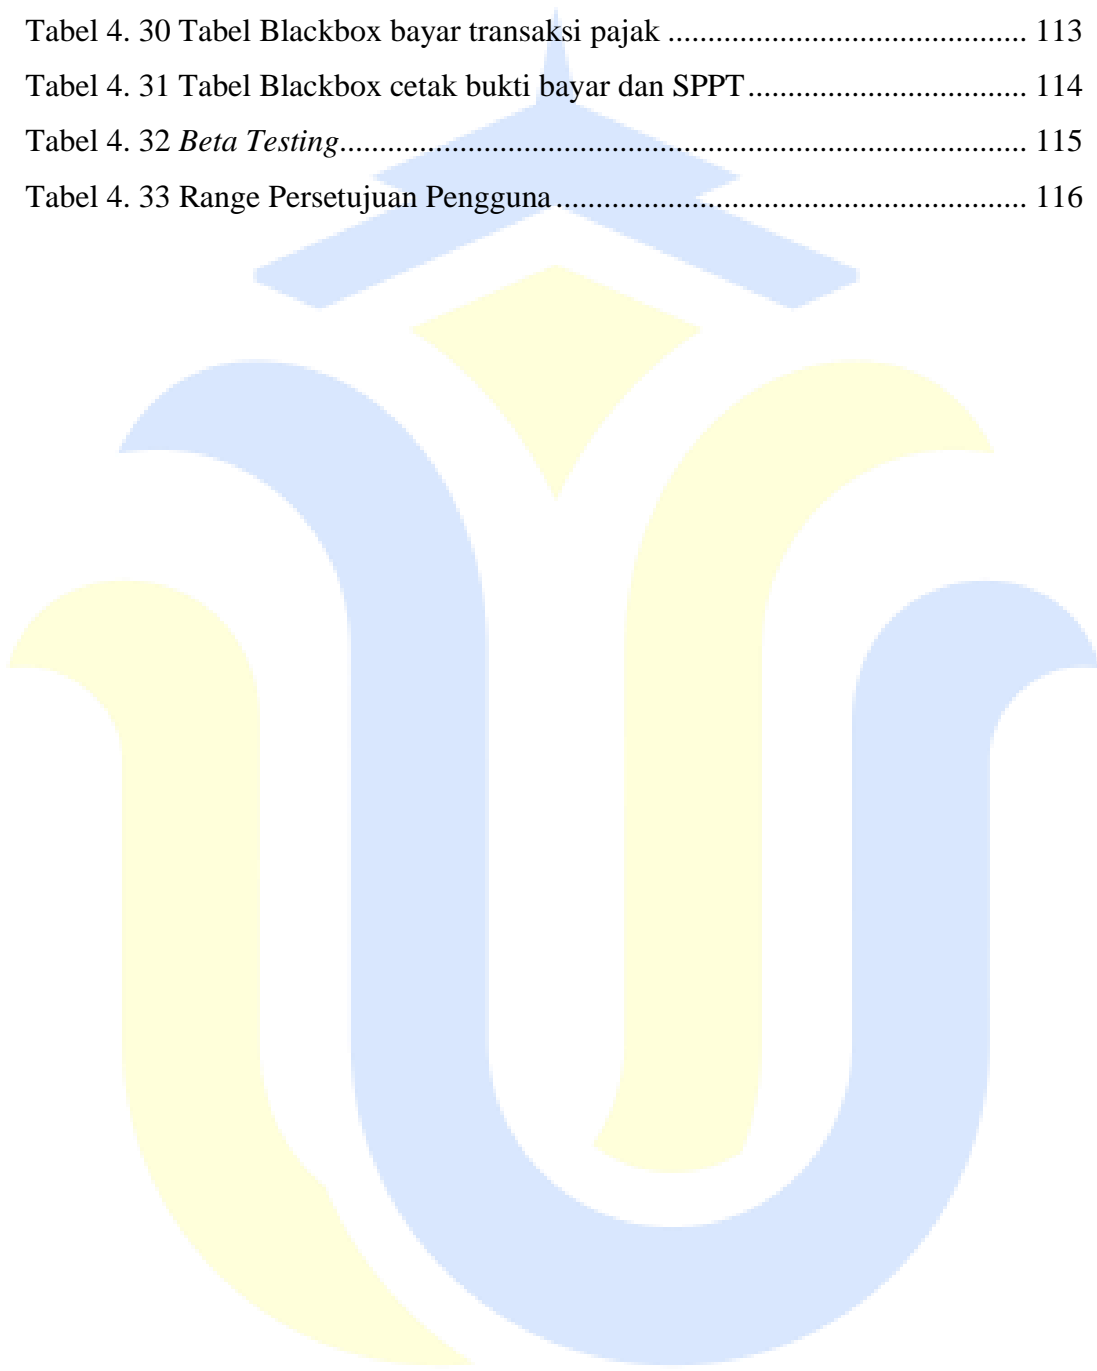 Tabel 4. 30 Tabel Blackbox bayar transaksi pajak ............................................ 113
Tabel 4. 31 Tabel Blackbox cetak bukti bayar dan SPPT.................................. 114
Tabel 4. 32 Beta Testing.................................................................................... 115
Tabel 4. 33 Range Persetujuan Pengguna.......................................................... 116